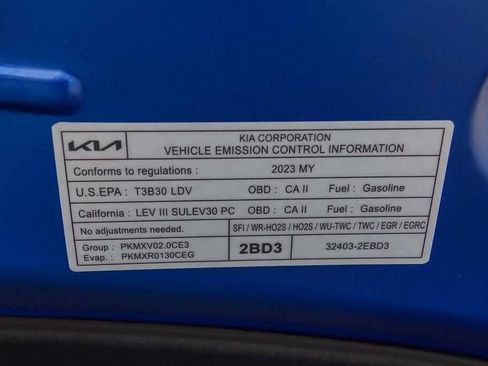 KIA
KIA CORPORATION
VEHICLE EMISSION CONTROL INFORMATION
Conforms to regulations : 2023 MY
U.S.EPA : T3B30 LDV OBD : CA II Fuel : Gasoline
California : LEV III SULEV30 PC OBD : CA II Fuel : Gasoline
No adjustments needed. SFI / WR-HO2S / HO2S / WU-TWC / TWC / EGR / EGRC
Group : PKMXV02.0CE3
Evap. : PKMXR0130CEG
2BD3 32403-2EBD3